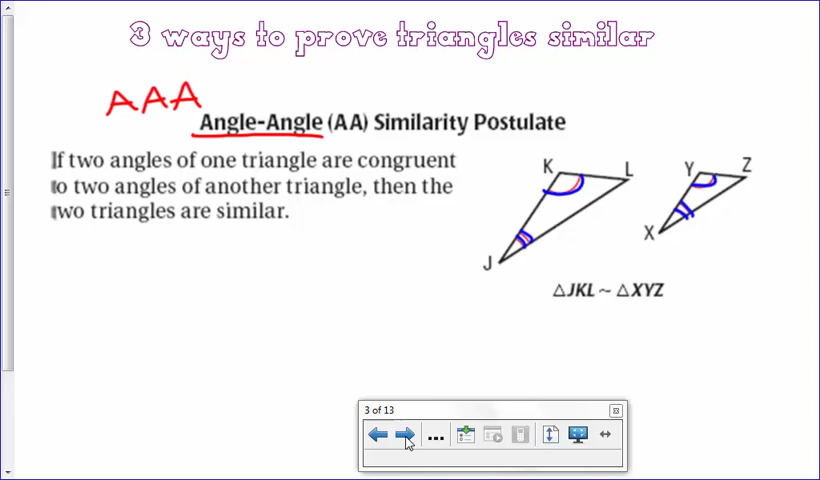 3 ways to prove triangles similar
AAA
Angle-Angle (AA) Similarity Postulate
If two angles of one triangle are congruent
to two angles of another triangle, then the
two triangles are similar.
K L
J
Y Z
X
△JKL ~ △XYZ
3 of 13